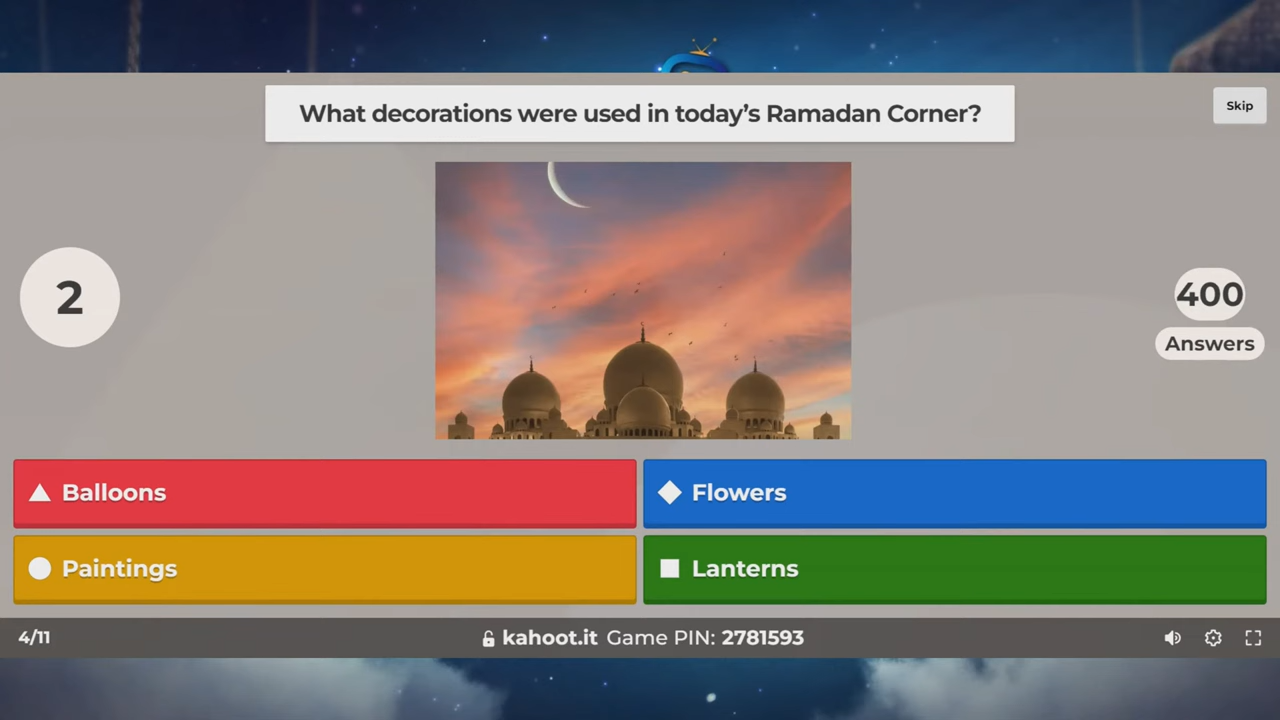 What decorations were used in today's Ramadan Corner?
Skip
2
400
Answers
Balloons
Flowers
Paintings
Lanterns
4/11
kahoot.it Game PIN: 2781593